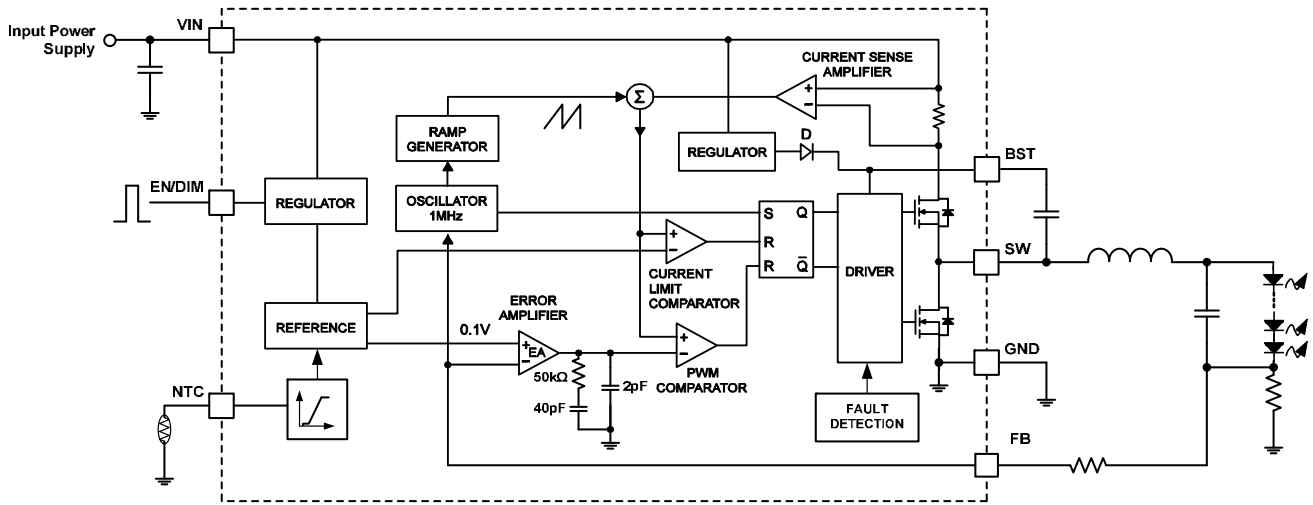 Input Power
Supply
VIN
CURRENT SENSE
AMPLIFIER
+
−
Σ
RAMP
GENERATOR
REGULATOR
D
BST
EN/DIM
REGULATOR
OSCILLATOR
1MHz
S
Q
R
R
Q̅
DRIVER
SW
+
−
CURRENT
LIMIT
COMPARATOR
REFERENCE
ERROR
AMPLIFIER
0.1V
+
EA
−
+
−
PWM
COMPARATOR
GND
NTC
50kΩ
2pF
40pF
FAULT
DETECTION
FB